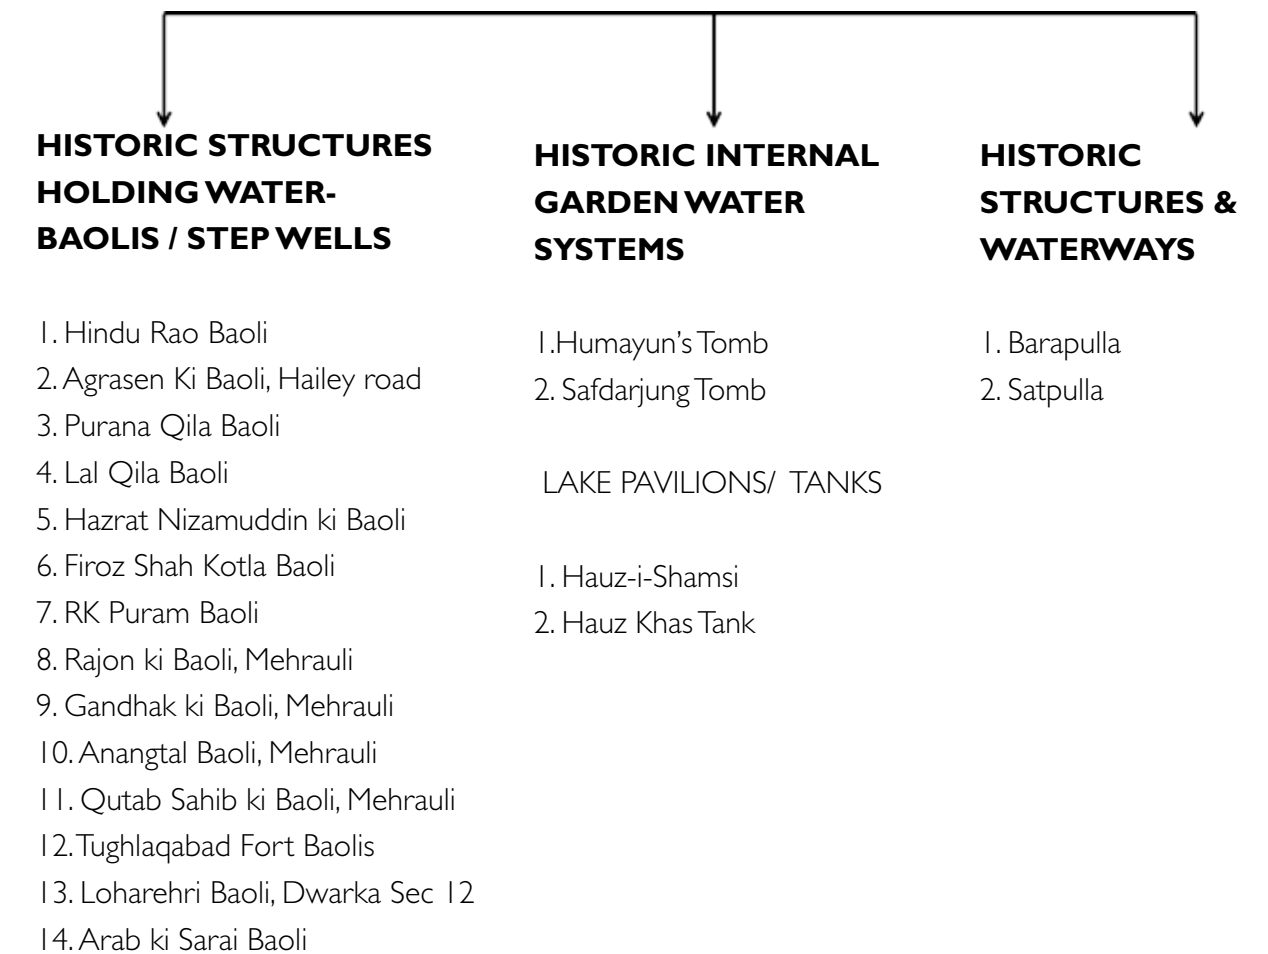 HISTORIC STRUCTURES
HOLDING WATER-
BAOLIS / STEP WELLS
1. Hindu Rao Baoli
2. Agrasen Ki Baoli, Hailey road
3. Purana Qila Baoli
4. Lal Qila Baoli
5. Hazrat Nizamuddin ki Baoli
6. Firoz Shah Kotla Baoli
7. RK Puram Baoli
8. Rajon ki Baoli, Mehrauli
9. Gandhak ki Baoli, Mehrauli
10. Anangtal Baoli, Mehrauli
11. Qutab Sahib ki Baoli, Mehrauli
12. Tughlaqabad Fort Baolis
13. Loharehri Baoli, Dwarka Sec 12
14. Arab ki Sarai Baoli
HISTORIC INTERNAL
GARDEN WATER
SYSTEMS
1.Humayun's Tomb
2. Safdarjung Tomb
LAKE PAVILIONS/ TANKS
1. Hauz-i-Shamsi
2. Hauz Khas Tank
HISTORIC
STRUCTURES &
WATERWAYS
1. Barapulla
2. Satpulla